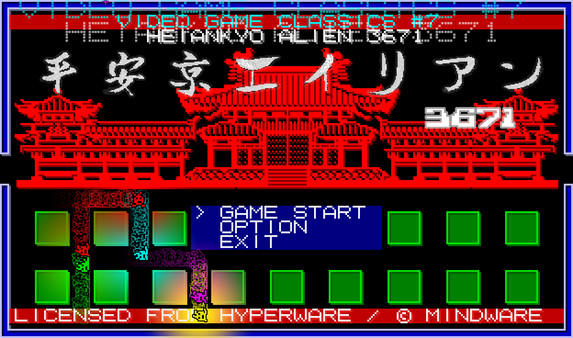 VIDEO GAME CLASSICS #7
HEIANKYO ALIEN 3671
平安京エイリアン
3671
> GAME START
OPTION
EXIT
LICENSED FROM HYPERWARE / © MINDWARE